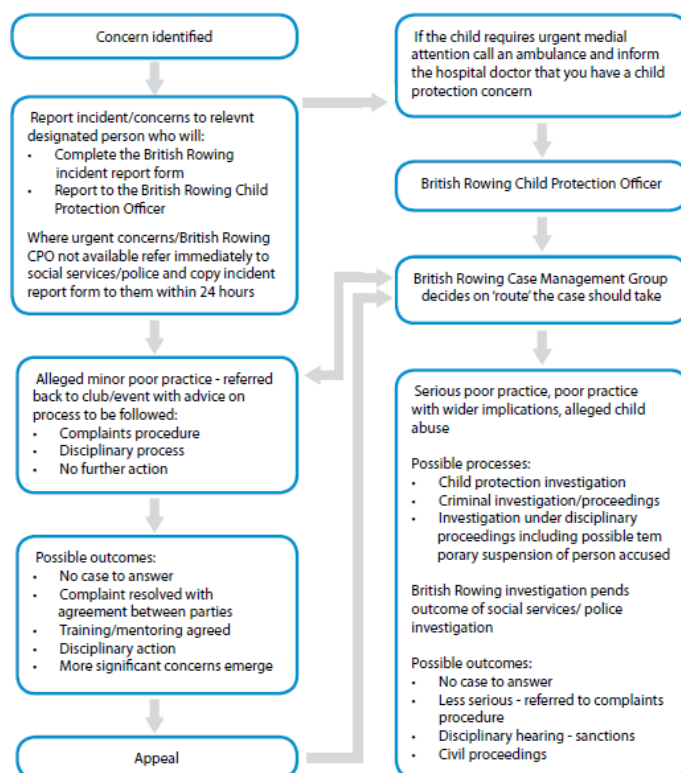 Concern identified
Report incident/concerns to relevnt
designated person who will:
• Complete the British Rowing
incident report form
• Report to the British Rowing Child
Protection Officer
Where urgent concerns/British Rowing
CPO not available refer immediately to
social services/police and copy incident
report form to them within 24 hours
Alleged minor poor practice - referred
back to club/event with advice on
process to be followed:
• Complaints procedure
• Disciplinary process
• No further action
Possible outcomes:
• No case to answer
• Complaint resolved with
agreement between parties
• Training/mentoring agreed
• Disciplinary action
• More significant concerns emerge
Appeal
If the child requires urgent medial
attention call an ambulance and inform
the hospital doctor that you have a child
protection concern
British Rowing Child Protection Officer
British Rowing Case Management Group
decides on ‘route’ the case should take
Serious poor practice, poor practice
with wider implications, alleged child
abuse
Possible processes:
• Child protection investigation
• Criminal investigation/proceedings
• Investigation under disciplinary
proceedings including possible tem
porary suspension of person accused
British Rowing investigation pends
outcome of social services/ police
investigation
Possible outcomes:
• No case to answer
• Less serious - referred to complaints
procedure
• Disciplinary hearing - sanctions
• Civil proceedings